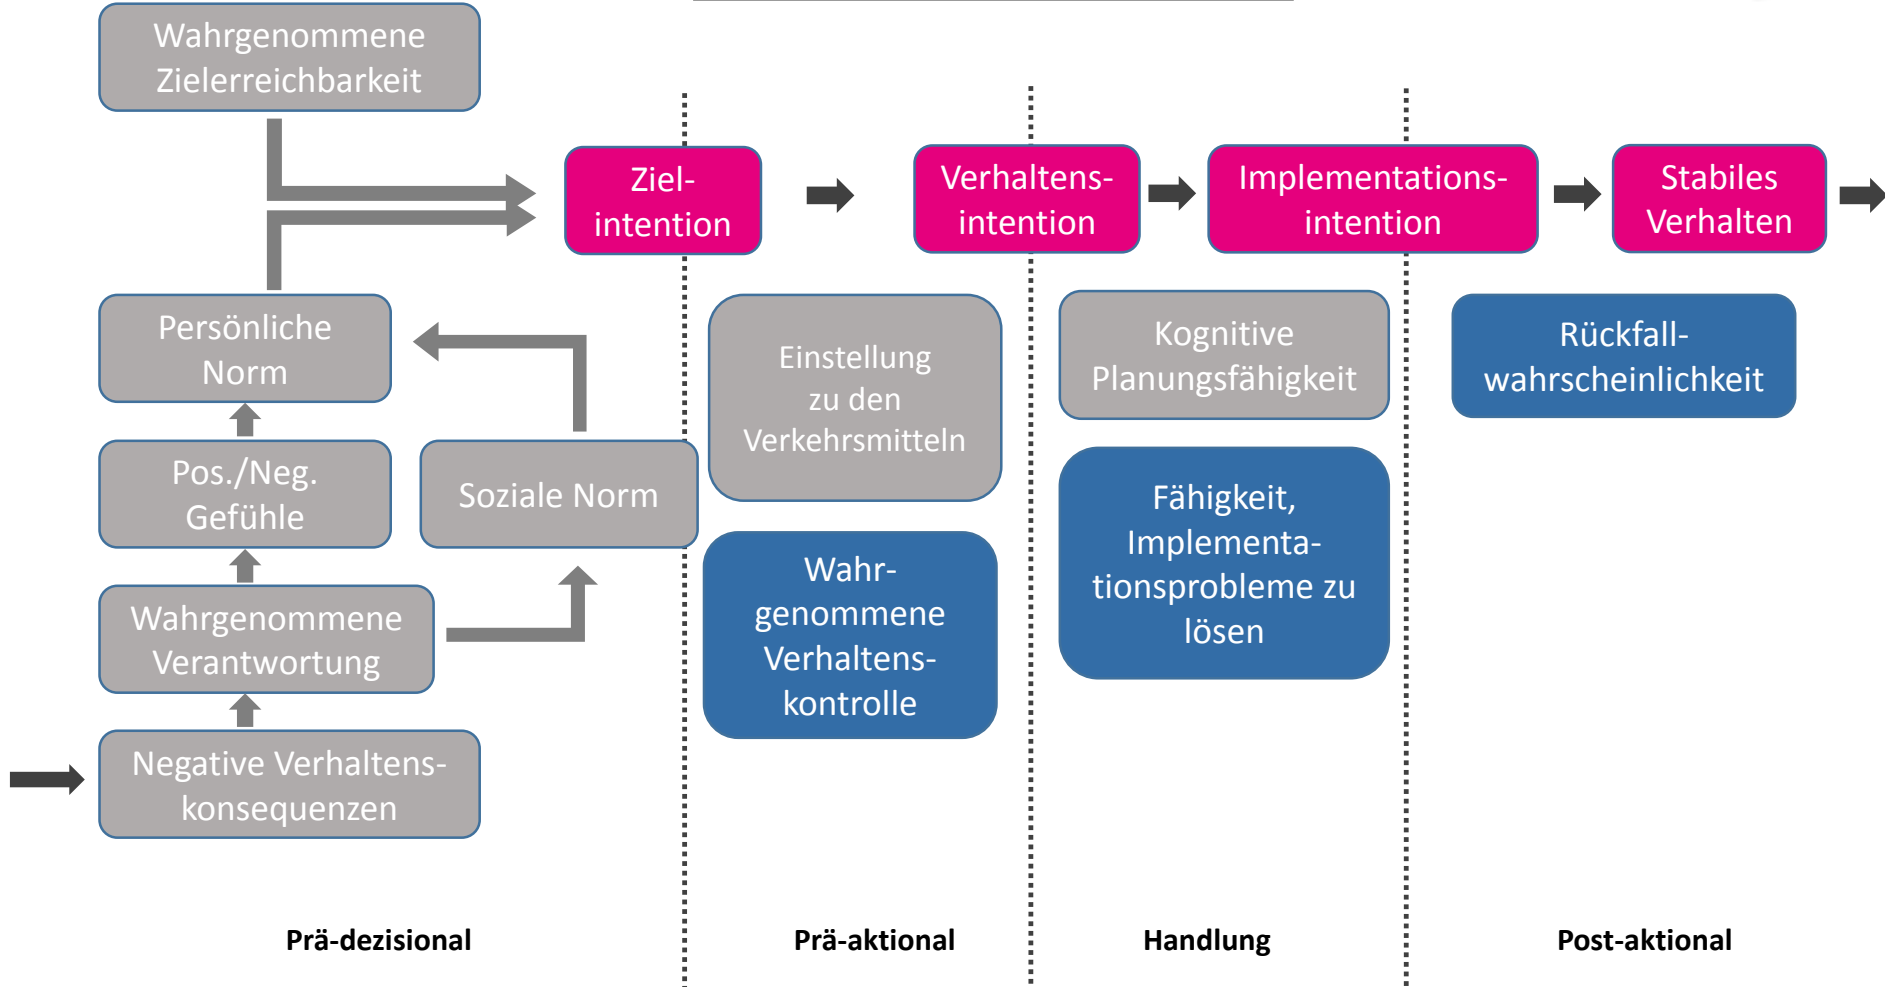 Wahrgenommene
Zielerreichbarkeit
Ziel-
intention
Verhaltens-
intention
Implementations-
intention
Stabiles
Verhalten
Persönliche
Norm
Pos./Neg.
Gefühle
Soziale Norm
Wahrgenommene
Verantwortung
Negative Verhaltens-
konsequenzen
Einstellung
zu den
Verkehrsmitteln
Wahr-
genommene
Verhaltens-
kontrolle
Kognitive
Planungsfähigkeit
Fähigkeit,
Implementa-
tionsprobleme zu
lösen
Rückfall-
wahrscheinlichkeit
Prä-dezisional
Prä-aktional
Handlung
Post-aktional